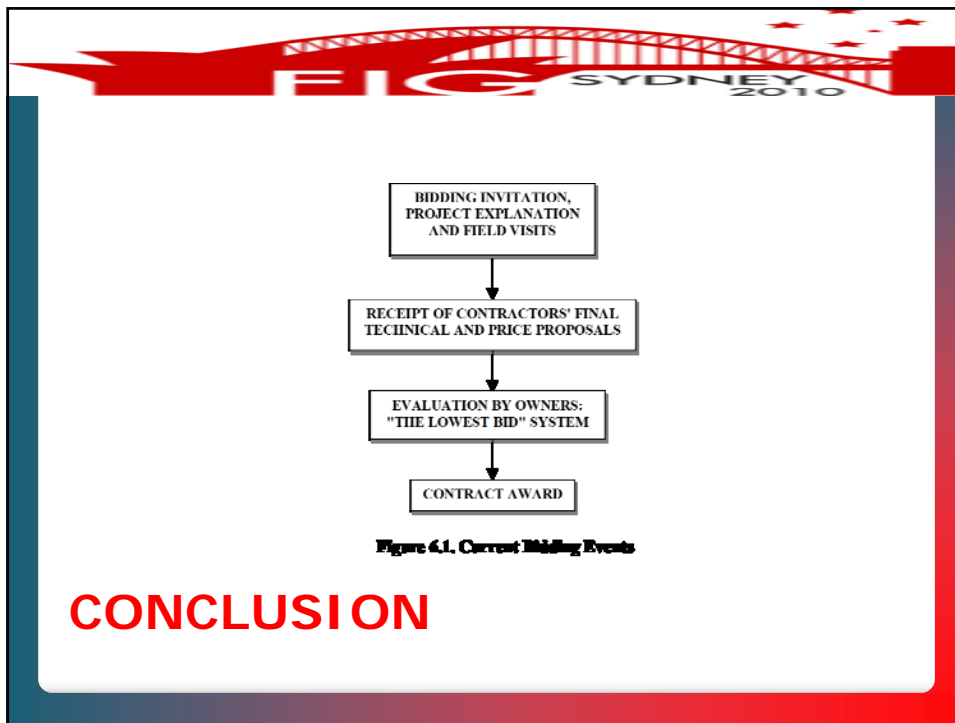 FIG
SYDNEY
2010
BIDDING INVITATION,
PROJECT EXPLANATION
AND FIELD VISITS
RECEIPT OF CONTRACTORS' FINAL
TECHNICAL AND PRICE PROPOSALS
EVALUATION BY OWNERS:
"THE LOWEST BID" SYSTEM
CONTRACT AWARD
Figure 6.1. Current Bidding Events
CONCLUSION